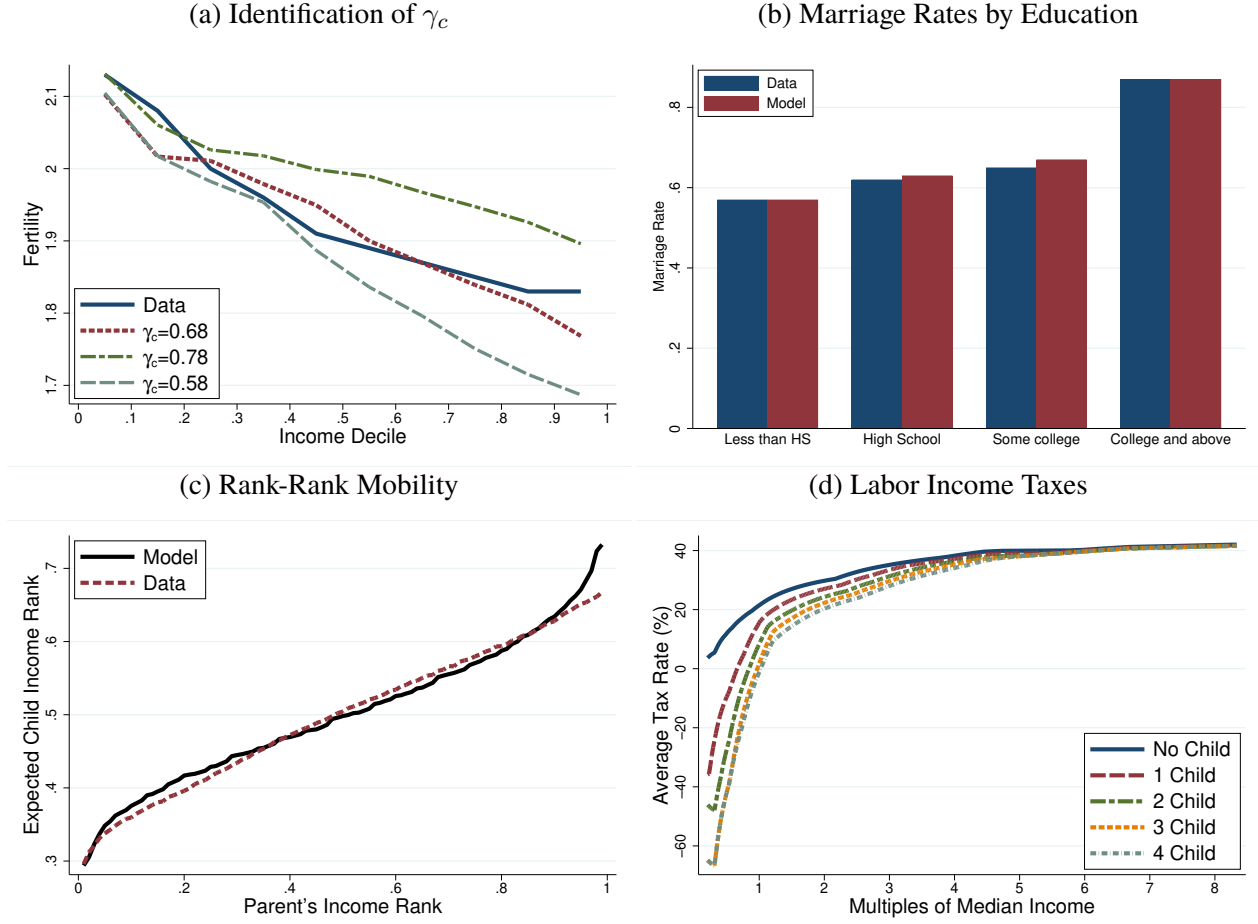 (a) Identification of γc
2.1
2
1.9
1.8
1.7
Fertility
Data
γc=0.68
γc=0.78
γc=0.58
0 .1 .2 .3 .4 .5 .6 .7 .8 .9 1
Income Decile
(b) Marriage Rates by Education
.8
.6
.4
.2
0
Marriage Rate
Data
Model
Less than HS High School Some college College and above
(c) Rank-Rank Mobility
.7
.6
.5
.4
.3
Expected Child Income Rank
Model
Data
0 .2 .4 .6 .8 1
Parent's Income Rank
(d) Labor Income Taxes
40
20
0
−20
−40
−60
Average Tax Rate (%)
No Child
1 Child
2 Child
3 Child
4 Child
1 2 3 4 5 6 7 8
Multiples of Median Income